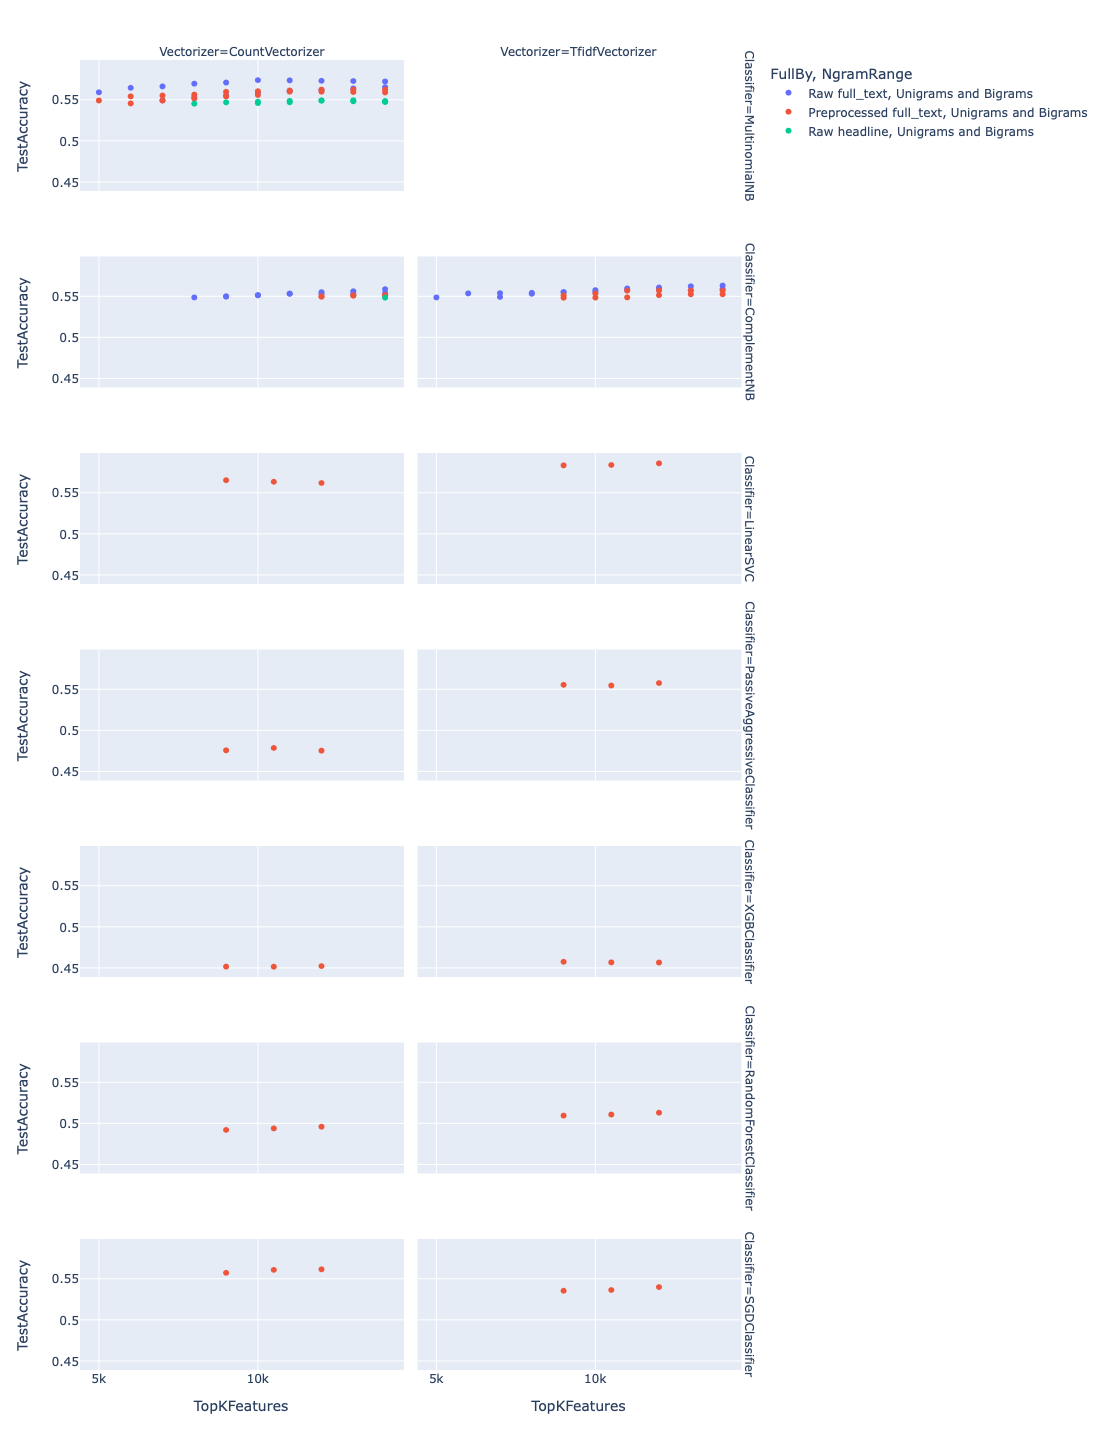 Vectorizer=CountVectorizer
Vectorizer=TfidfVectorizer
FullBy, NgramRange
Raw full_text, Unigrams and Bigrams
Preprocessed full_text, Unigrams and Bigrams
Raw headline, Unigrams and Bigrams
TestAccuracy
0.55
0.5
0.45
Classifier=MultinomialNB
TestAccuracy
0.55
0.5
0.45
Classifier=ComplementNB
TestAccuracy
0.55
0.5
0.45
Classifier=LinearSVC
TestAccuracy
0.55
0.5
0.45
Classifier=PassiveAggressiveClassifier
TestAccuracy
0.55
0.5
0.45
Classifier=XGBClassifier
TestAccuracy
0.55
0.5
0.45
Classifier=RandomForestClassifier
TestAccuracy
0.55
0.5
0.45
Classifier=SGDClassifier
5k 10k 5k 10k
TopKFeatures TopKFeatures